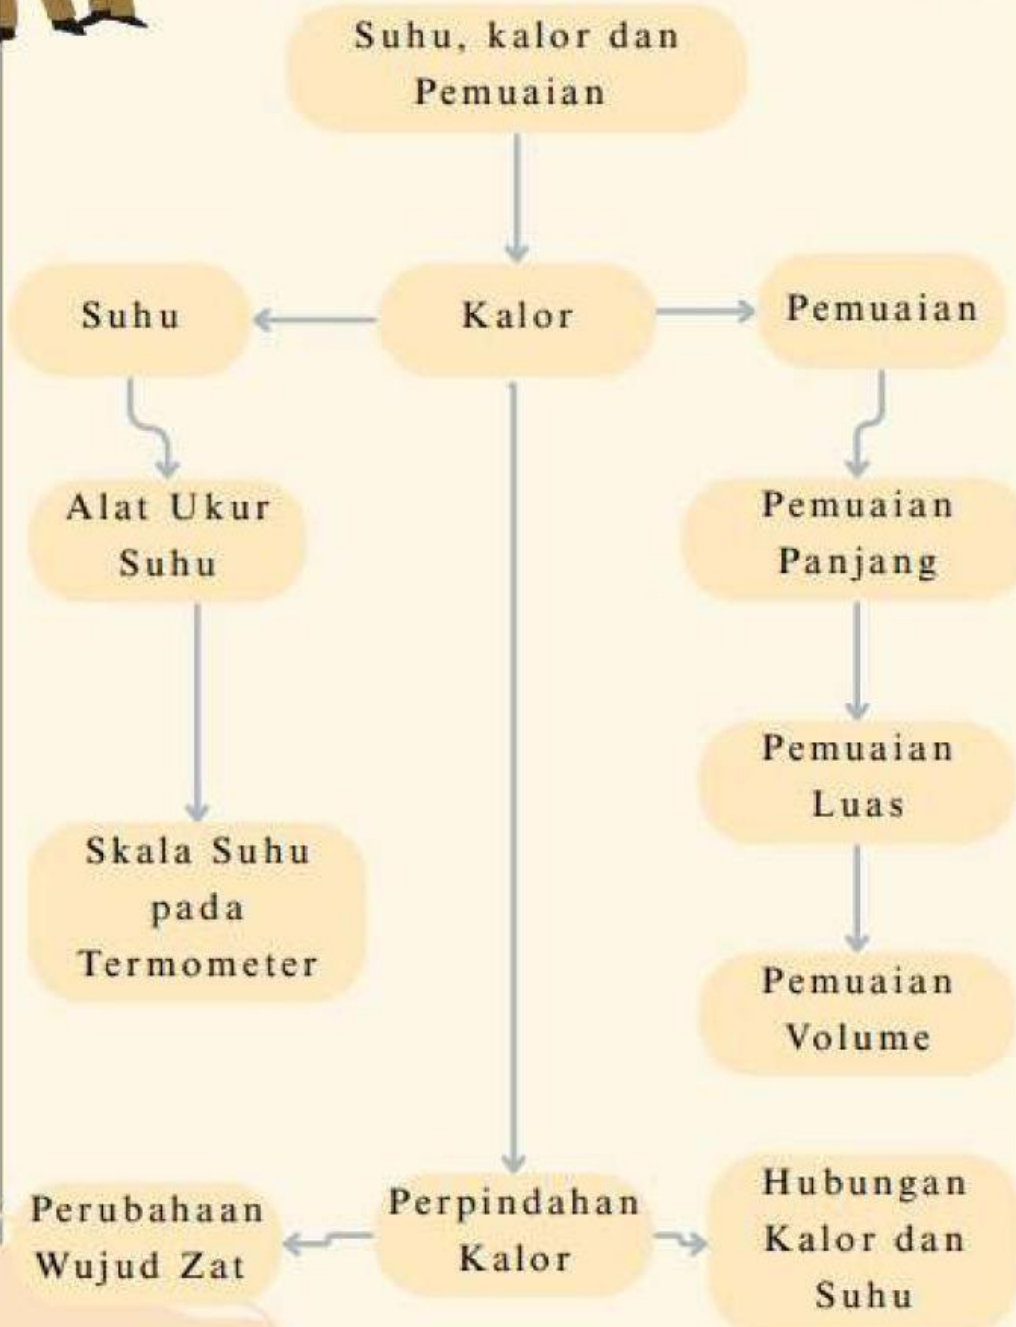 Suhu, kalor dan
Pemuaian
Suhu
Kalor
Pemuaian
Alat Ukur
Suhu
Pemuaian
Panjang
Pemuaian
Luas
Skala Suhu
pada
Termometer
Pemuaian
Volume
Perubahaan
Wujud Zat
Perpindahan
Kalor
Hubungan
Kalor dan
Suhu